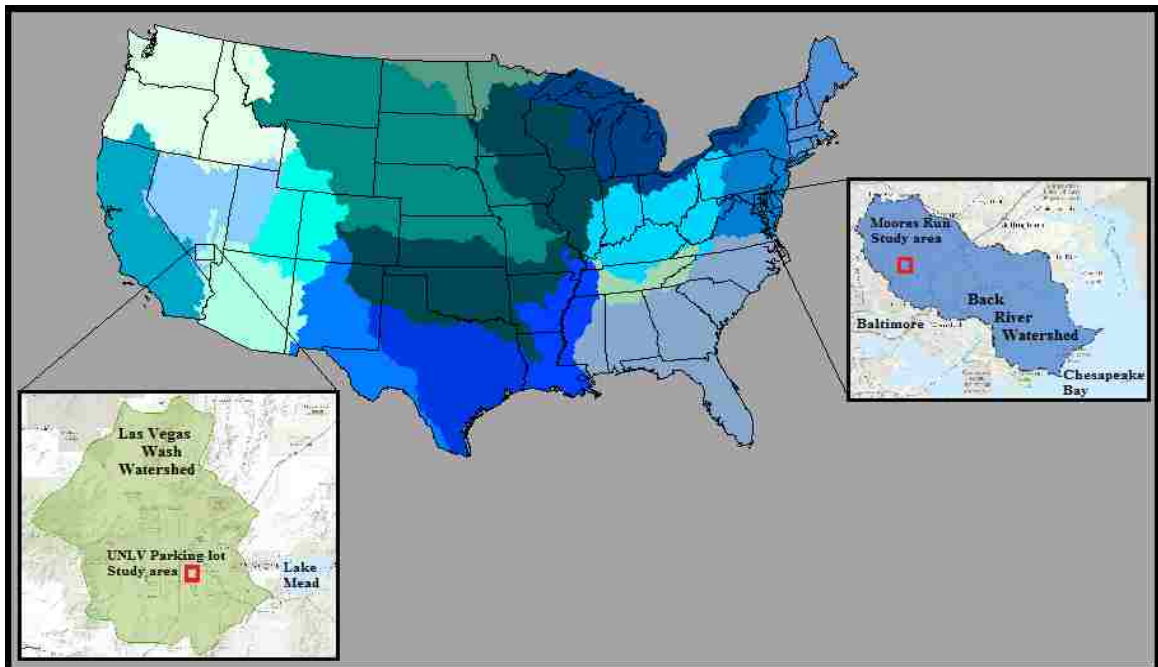 Moores Run
Study area
Back
River
Watershed
Baltimore
Chesapeake
Bay
Las Vegas
Wash
Watershed
UNLV Parking lot
Study area
Lake
Mead